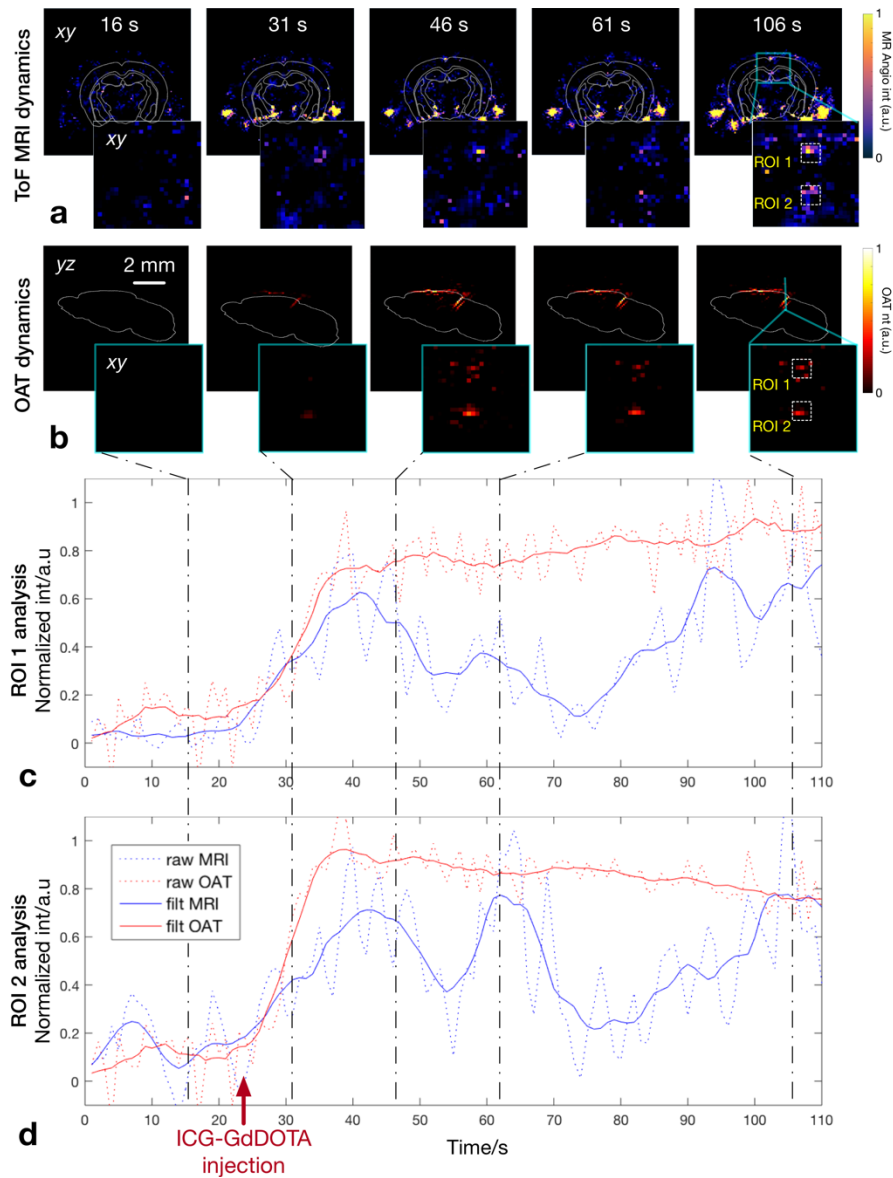 xy 16 s 31 s 46 s 61 s 106 s
ToF MRI dynamics
xy
ROI 1
ROI 2
1
MR Angio int (a.u.)
0
a
yz
2 mm
OAT dynamics
xy
ROI 1
ROI 2
1
OAT nt (a.u.)
0
b
ROI 1 analysis
Normalized int/a.u
1
0.8
0.6
0.4
0.2
0
0 10 20 30 40 50 60 70 80 90 100 110
c
ROI 2 analysis
Normalized int/a.u
1
0.8
0.6
0.4
0.2
0
raw MRI
raw OAT
filt MRI
filt OAT
0 10 20 30 40 50 60 70 80 90 100 110
d
ICG-GdDOTA
injection
Time/s